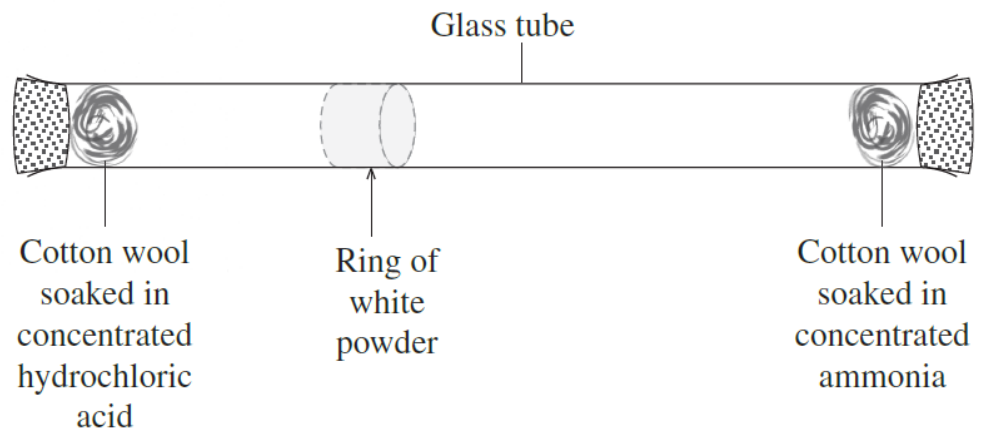 Glass tube
Cotton wool
soaked in
concentrated
hydrochloric
acid
Ring of
white
powder
Cotton wool
soaked in
concentrated
ammonia